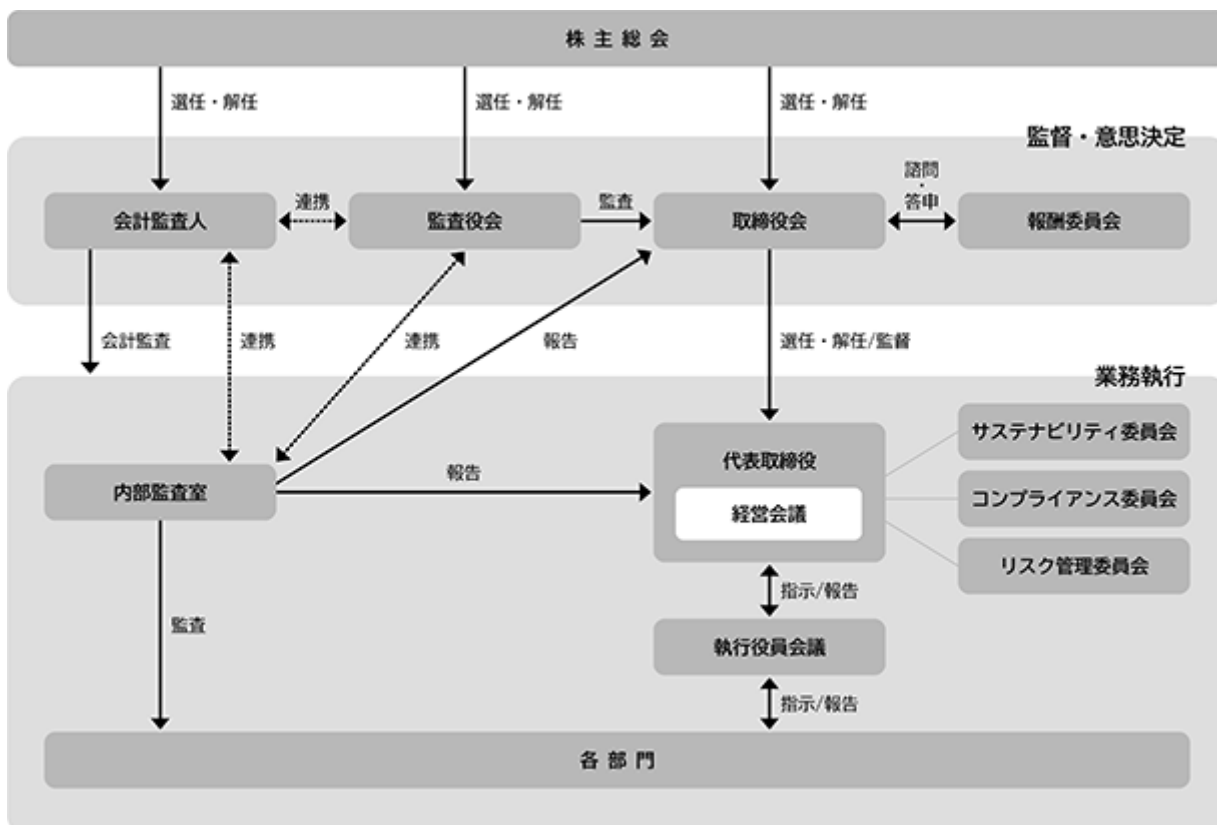 株主総会
選任・解任
選任・解任
選任・解任
監督・意思決定
諮問
・
答申
会計監査人
連携
監査役会
監査
取締役会
報酬委員会
会計監査
連携
連携
報告
選任・解任/監督
業務執行
サステナビリティ委員会
代表取締役
内部監査室
報告
経営会議
コンプライアンス委員会
リスク管理委員会
指示/報告
監査
執行役員会議
指示/報告
各部門